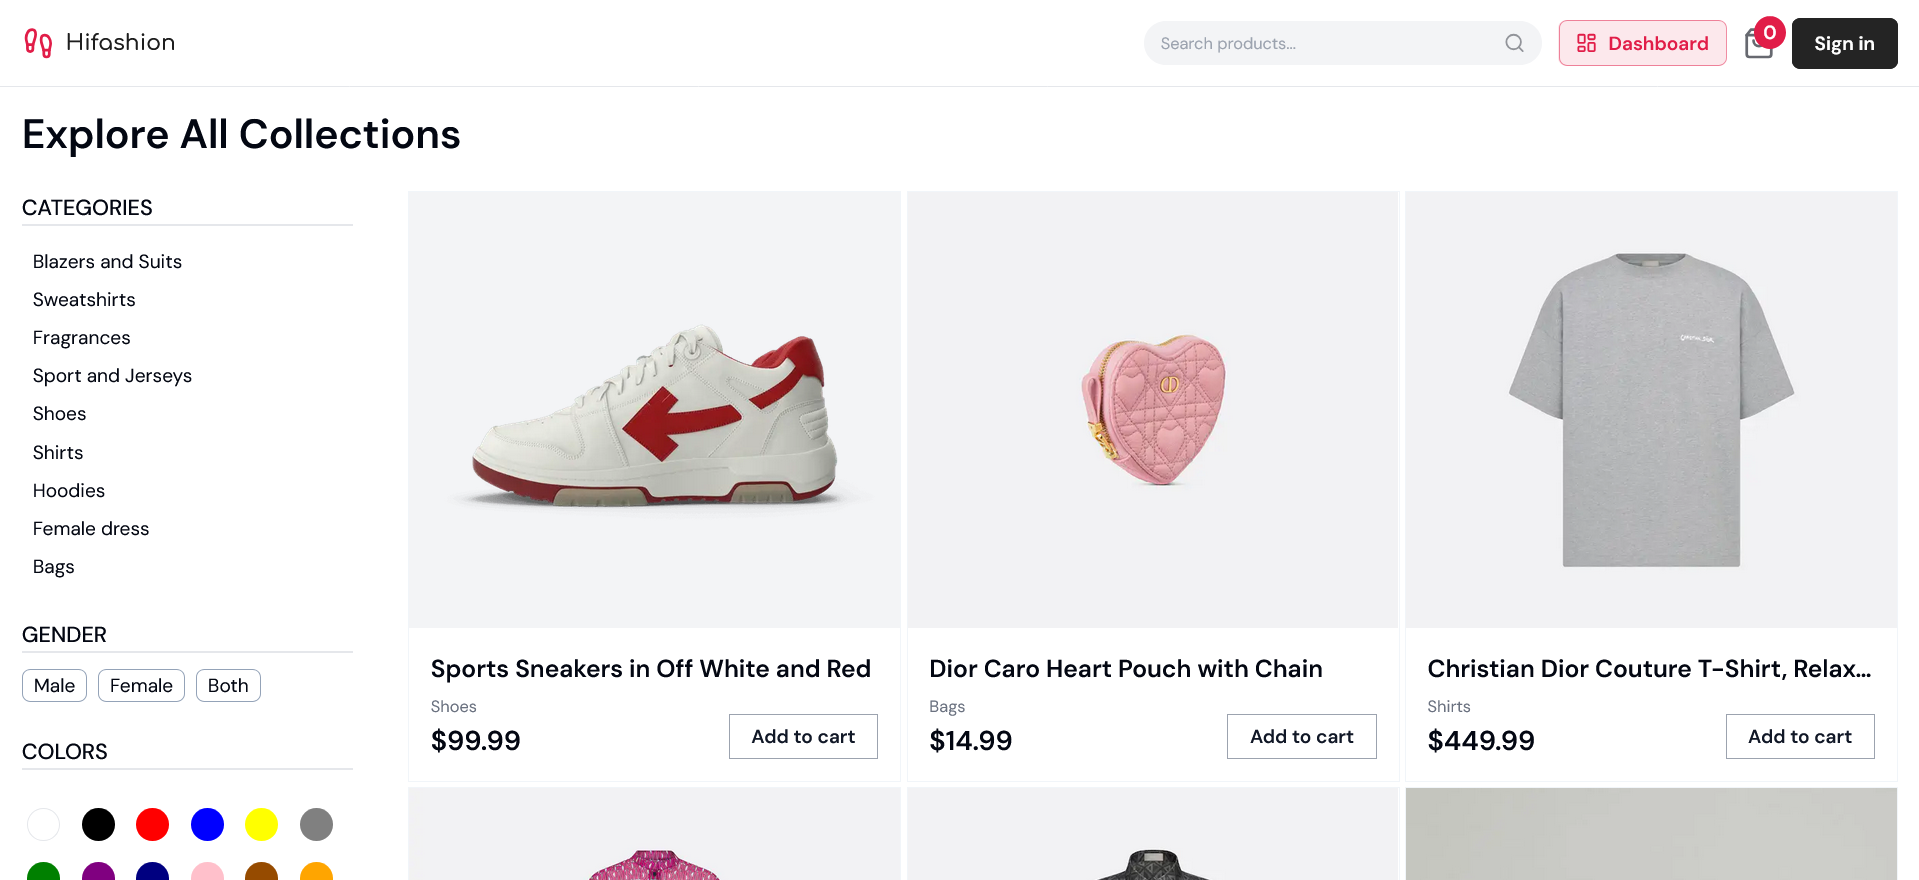 Hifashion
Search products...
Dashboard
0
Sign in
Explore All Collections
CATEGORIES
Blazers and Suits
Sweatshirts
Fragrances
Sport and Jerseys
Shoes
Shirts
Hoodies
Female dress
Bags
GENDER
Male Female Both
COLORS
CD
CHRISTIAN DIOR
Sports Sneakers in Off White and Red
Shoes
$99.99
Add to cart
Dior Caro Heart Pouch with Chain
Bags
$14.99
Add to cart
Christian Dior Couture T-Shirt, Relax...
Shirts
$449.99
Add to cart